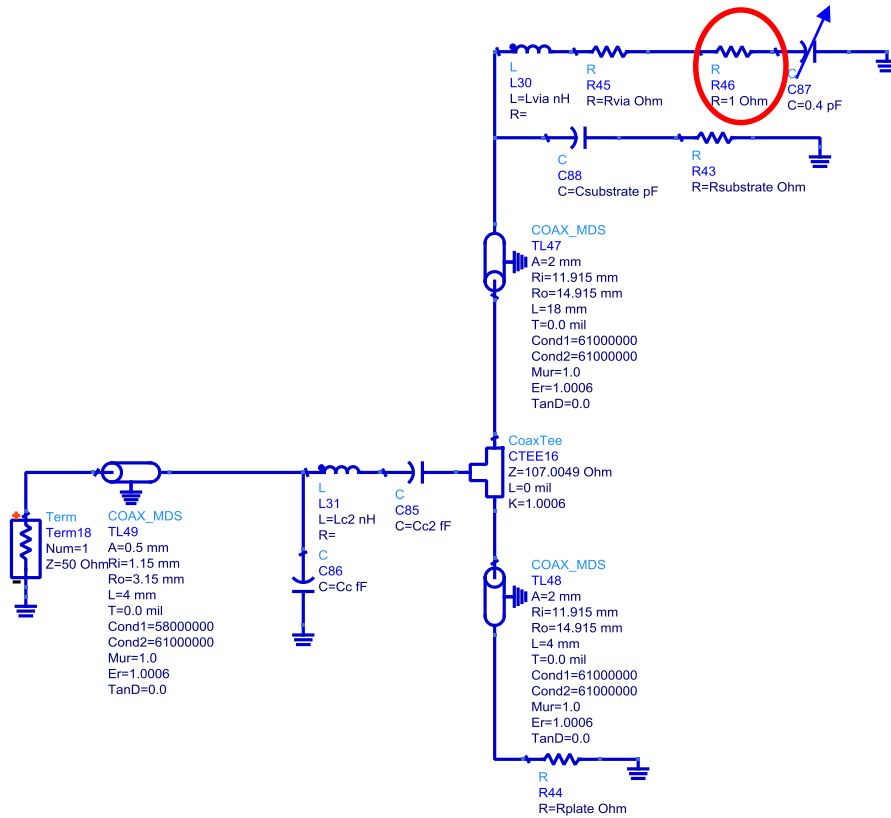 L
L30
L=Lvia nH
R=
R
R45
R=Rvia Ohm
R
R46
R=1 Ohm
C
C87
C=0.4 pF
C
C88
C=Csubstrate pF
R
R43
R=Rsubstrate Ohm
COAX_MDS
TL47
A=2 mm
Ri=11.915 mm
Ro=14.915 mm
L=18 mm
T=0.0 mil
Cond1=61000000
Cond2=61000000
Mur=1.0
Er=1.0006
TanD=0.0
CoaxTee
CTEE16
Z=107.0049 Ohm
L=0 mil
K=1.0006
Term
Term18
Num=1
Z=50 Ohm
COAX_MDS
TL49
A=0.5 mm
Ri=1.15 mm
Ro=3.15 mm
L=4 mm
T=0.0 mil
Cond1=58000000
Cond2=61000000
Mur=1.0
Er=1.0006
TanD=0.0
L
L31
L=Lc2 nH
R=
C
C85
C=Cc2 fF
C
C86
C=Cc fF
COAX_MDS
TL48
A=2 mm
Ri=11.915 mm
Ro=14.915 mm
L=4 mm
T=0.0 mil
Cond1=61000000
Cond2=61000000
Mur=1.0
Er=1.0006
TanD=0.0
R
R44
R=Rplate Ohm